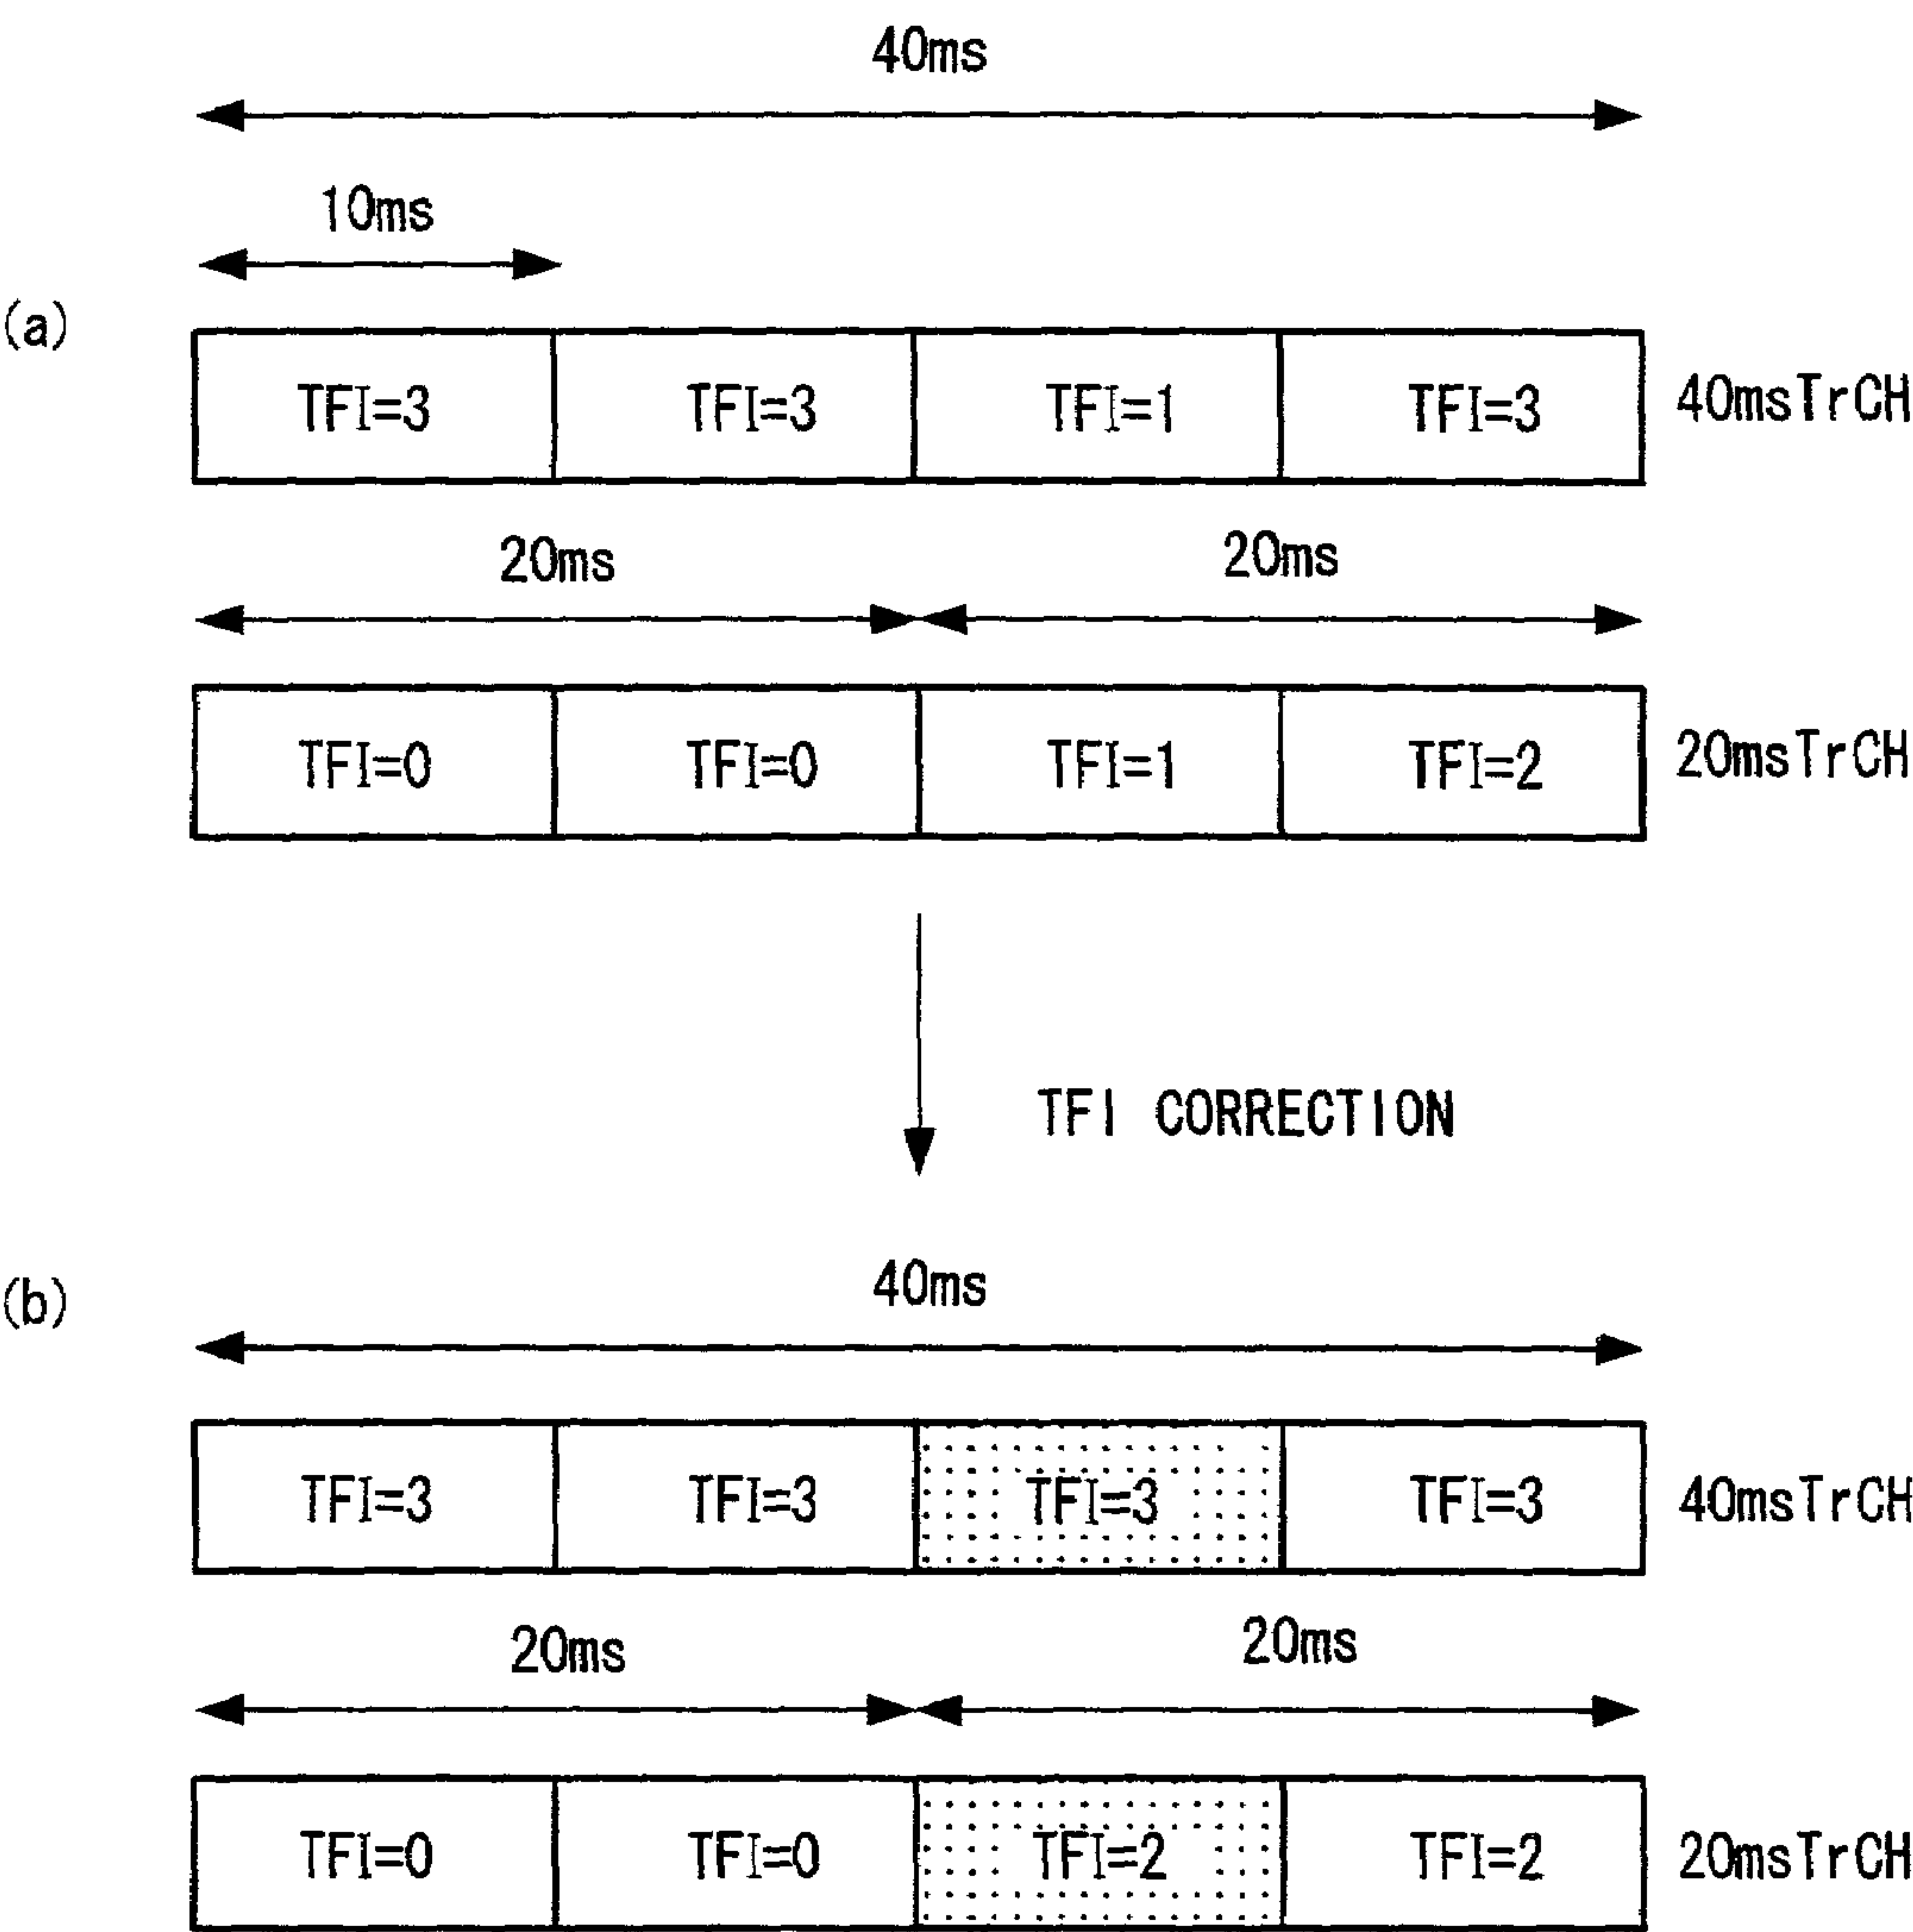 40ms
10ms
(a)
TFI=3 TFI=3 TFI=1 TFI=3 40msTrCH
20ms 20ms
TFI=0 TFI=0 TFI=1 TFI=2 20msTrCH
TFI CORRECTION
(b)
40ms
TFI=3 TFI=3 TFI=3 TFI=3 40msTrCH
20ms 20ms
TFI=0 TFI=0 TFI=2 TFI=2 20msTrCH